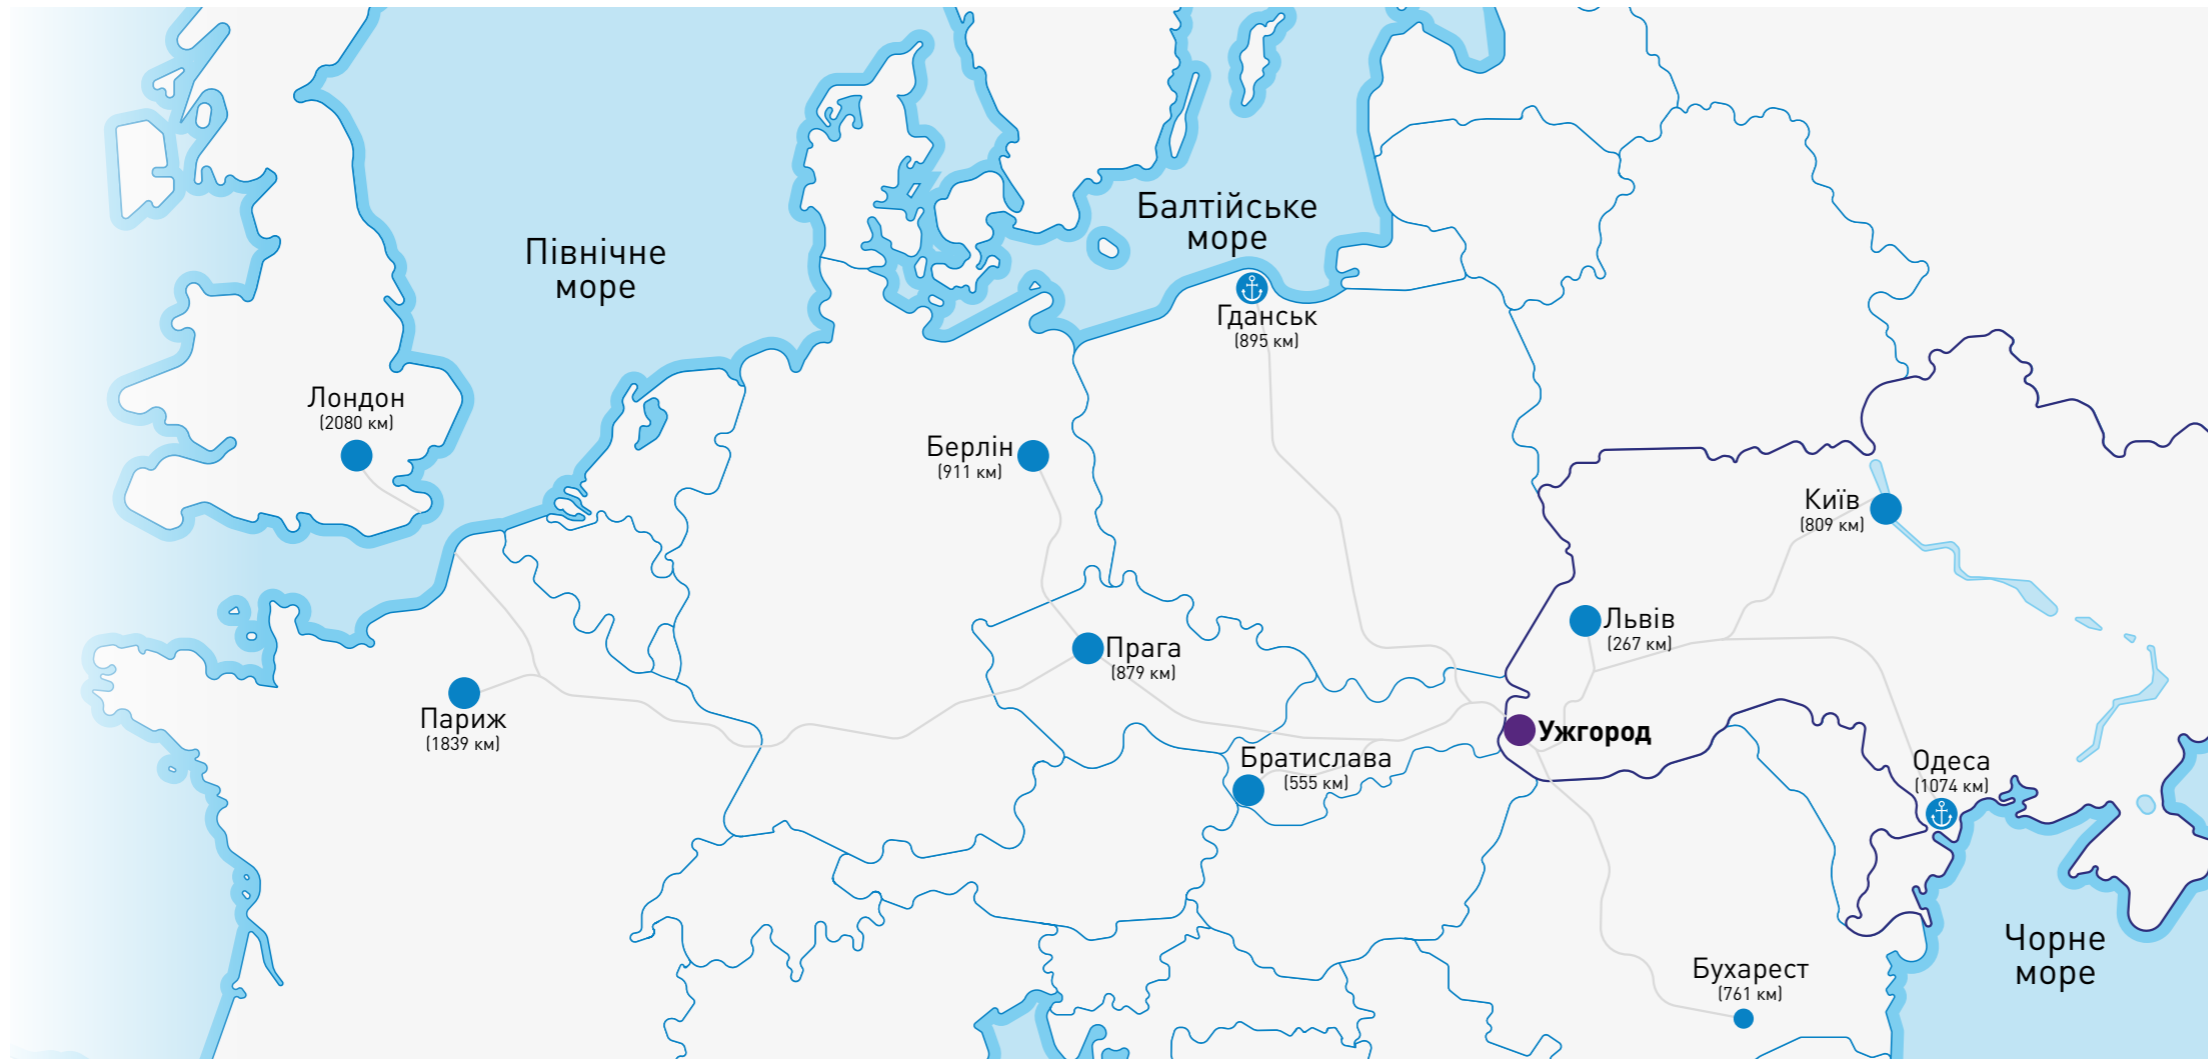 Балтійське
море
Північне
море
Гданськ
(895 км)
Лондон
(2080 км)
Берлін
(911 км)
Київ
(809 км)
Львів
(267 км)
Прага
(879 км)
Париж
(1839 км)
Ужгород
Братислава
(555 км)
Одеса
(1074 км)
Чорне
море
Бухарест
(761 км)